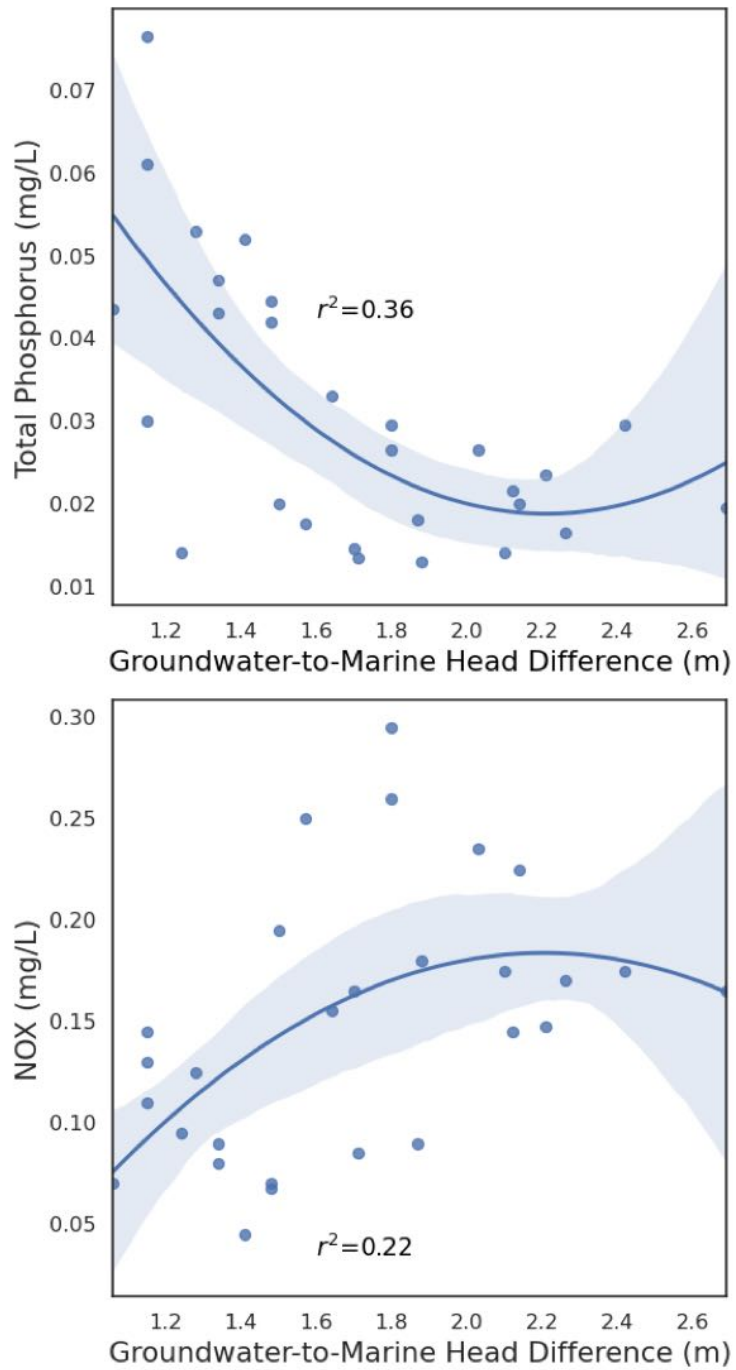 Total Phosphorus (mg/L)
0.07
0.06
0.05
0.04
0.03
0.02
0.01
r²=0.36
1.2 1.4 1.6 1.8 2.0 2.2 2.4 2.6
Groundwater-to-Marine Head Difference (m)
NOX (mg/L)
0.30
0.25
0.20
0.15
0.10
0.05
r²=0.22
1.2 1.4 1.6 1.8 2.0 2.2 2.4 2.6
Groundwater-to-Marine Head Difference (m)